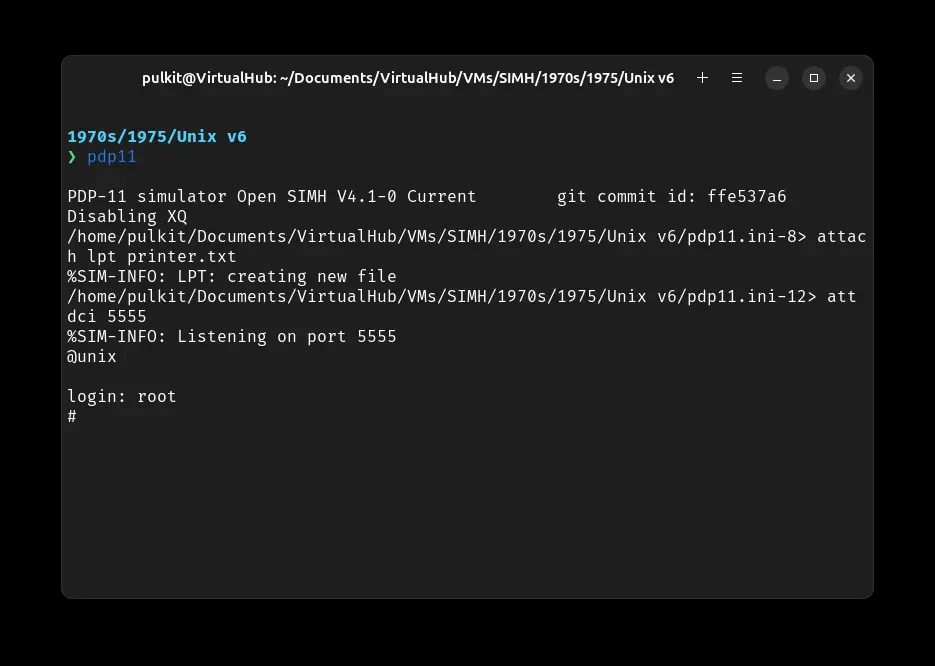 pulkit@VirtualHub: ~/Documents/VirtualHub/VMs/SIMH/1970s/1975/Unix v6
1970s/1975/Unix v6
❯ pdp11
PDP-11 simulator Open SIMH V4.1-0 Current        git commit id: ffe537a6
Disabling XQ
/home/pulkit/Documents/VirtualHub/VMs/SIMH/1970s/1975/Unix v6/pdp11.ini-8> attac
h lpt printer.txt
%SIM-INFO: LPT: creating new file
/home/pulkit/Documents/VirtualHub/VMs/SIMH/1970s/1975/Unix v6/pdp11.ini-12> att
dci 5555
%SIM-INFO: Listening on port 5555
@unix
login: root
#